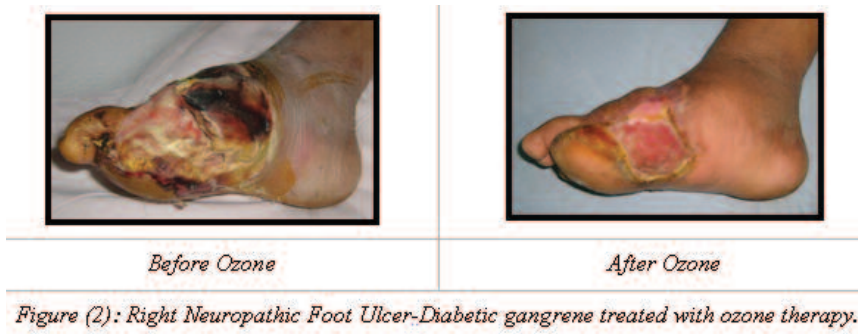 Before Ozone
After Ozone
Figure (2): Right Neuropathic Foot Ulcer-Diabetic gangrene treated with ozone therapy.